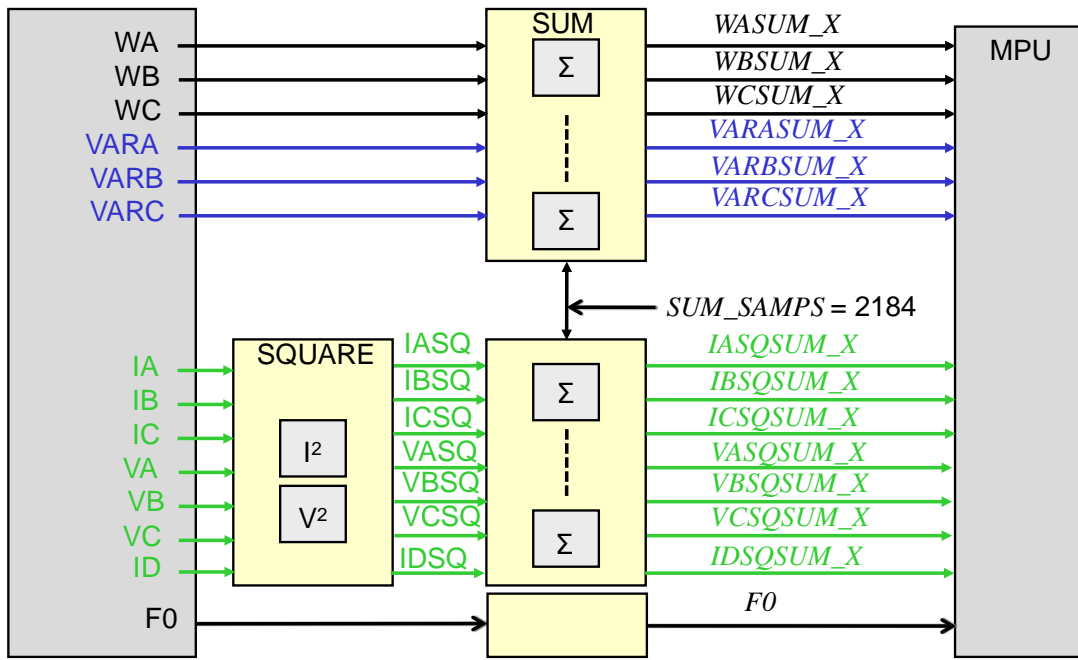 SUM
MPU
WA
WB
WC
VARA
VARB
VARC
Σ
Σ
WASUM_X
WBSUM_X
WCSUM_X
VARASUM_X
VARBSUM_X
VARCSUM_X
SUM_SAMPS = 2184
SQUARE
IA
IB
IC
VA
VB
VC
ID
I²
V²
IASQ
IBSQ
ICSQ
VASQ
VBSQ
VCSQ
IDSQ
Σ
Σ
IASQSUM_X
IBSQSUM_X
ICSQSUM_X
VASQSUM_X
VBSQSUM_X
VCSQSUM_X
IDSQSUM_X
F0
F0